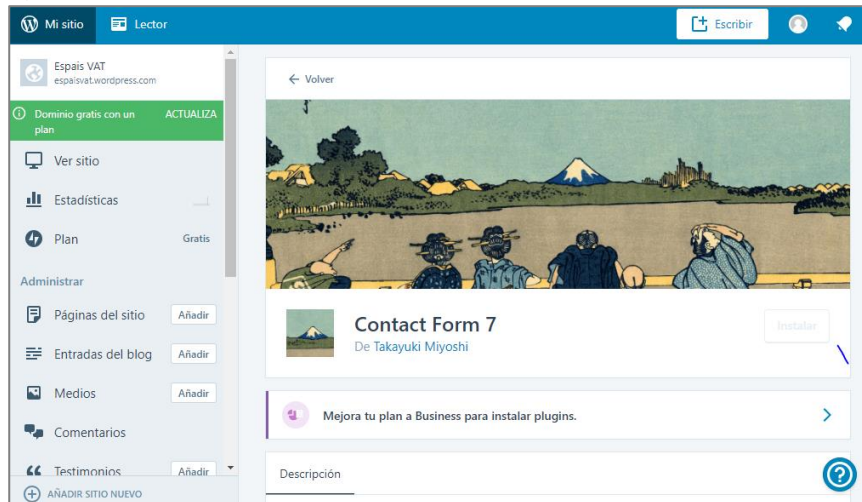 Mi sitio
Lector
Escribir
Espais VAT
espaisvat.wordpress.com
Dominio gratis con un plan
ACTUALIZA
Ver sitio
Estadísticas
Plan
Gratis
Administrar
Páginas del sitio
Añadir
Entradas del blog
Añadir
Medios
Añadir
Comentarios
Testimonios
Añadir
AÑADIR SITIO NUEVO
Volver
Contact Form 7
De Takayuki Miyoshi
Instalar
Mejora tu plan a Business para instalar plugins.
Descripción